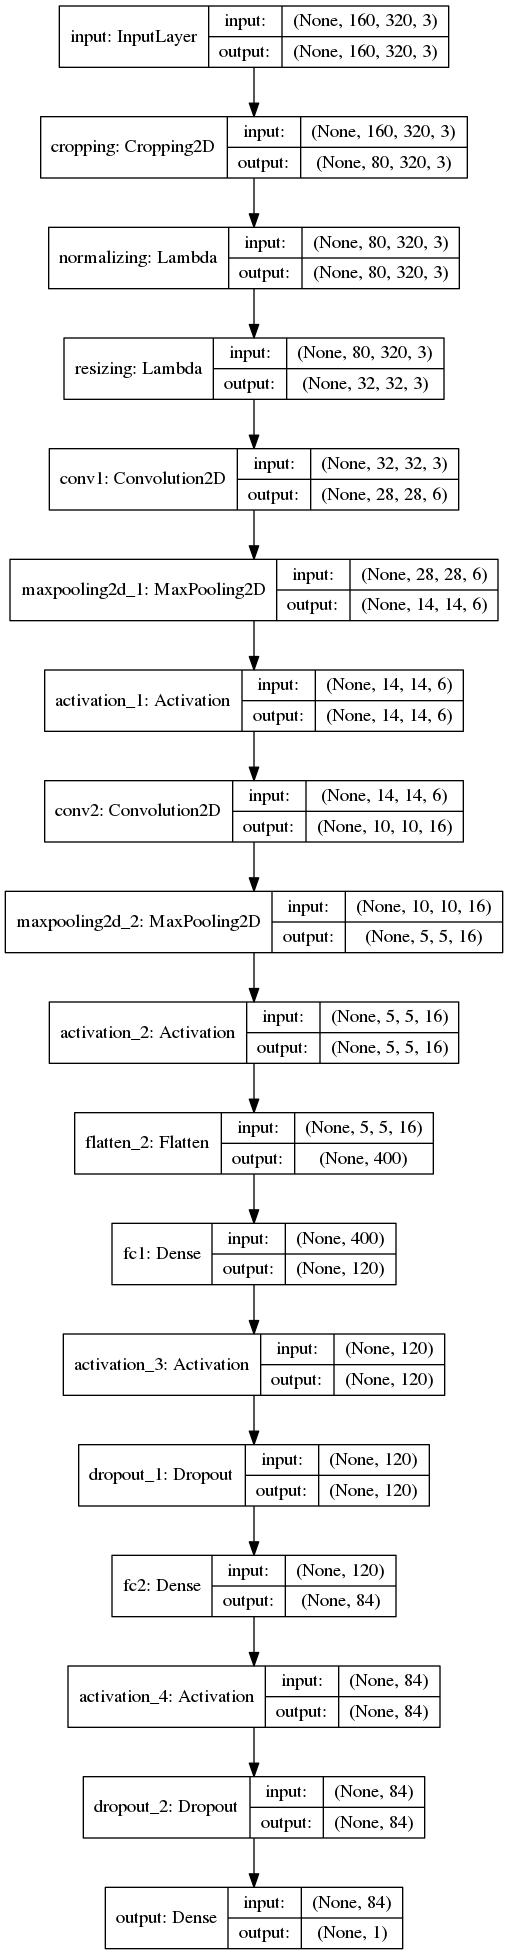 input: InputLayer
input: (None, 160, 320, 3)
output: (None, 160, 320, 3)
cropping: Cropping2D
input: (None, 160, 320, 3)
output: (None, 80, 320, 3)
normalizing: Lambda
input: (None, 80, 320, 3)
output: (None, 80, 320, 3)
resizing: Lambda
input: (None, 80, 320, 3)
output: (None, 32, 32, 3)
conv1: Convolution2D
input: (None, 32, 32, 3)
output: (None, 28, 28, 6)
maxpooling2d_1: MaxPooling2D
input: (None, 28, 28, 6)
output: (None, 14, 14, 6)
activation_1: Activation
input: (None, 14, 14, 6)
output: (None, 14, 14, 6)
conv2: Convolution2D
input: (None, 14, 14, 6)
output: (None, 10, 10, 16)
maxpooling2d_2: MaxPooling2D
input: (None, 10, 10, 16)
output: (None, 5, 5, 16)
activation_2: Activation
input: (None, 5, 5, 16)
output: (None, 5, 5, 16)
flatten_2: Flatten
input: (None, 5, 5, 16)
output: (None, 400)
fc1: Dense
input: (None, 400)
output: (None, 120)
activation_3: Activation
input: (None, 120)
output: (None, 120)
dropout_1: Dropout
input: (None, 120)
output: (None, 120)
fc2: Dense
input: (None, 120)
output: (None, 84)
activation_4: Activation
input: (None, 84)
output: (None, 84)
dropout_2: Dropout
input: (None, 84)
output: (None, 84)
output: Dense
input: (None, 84)
output: (None, 1)